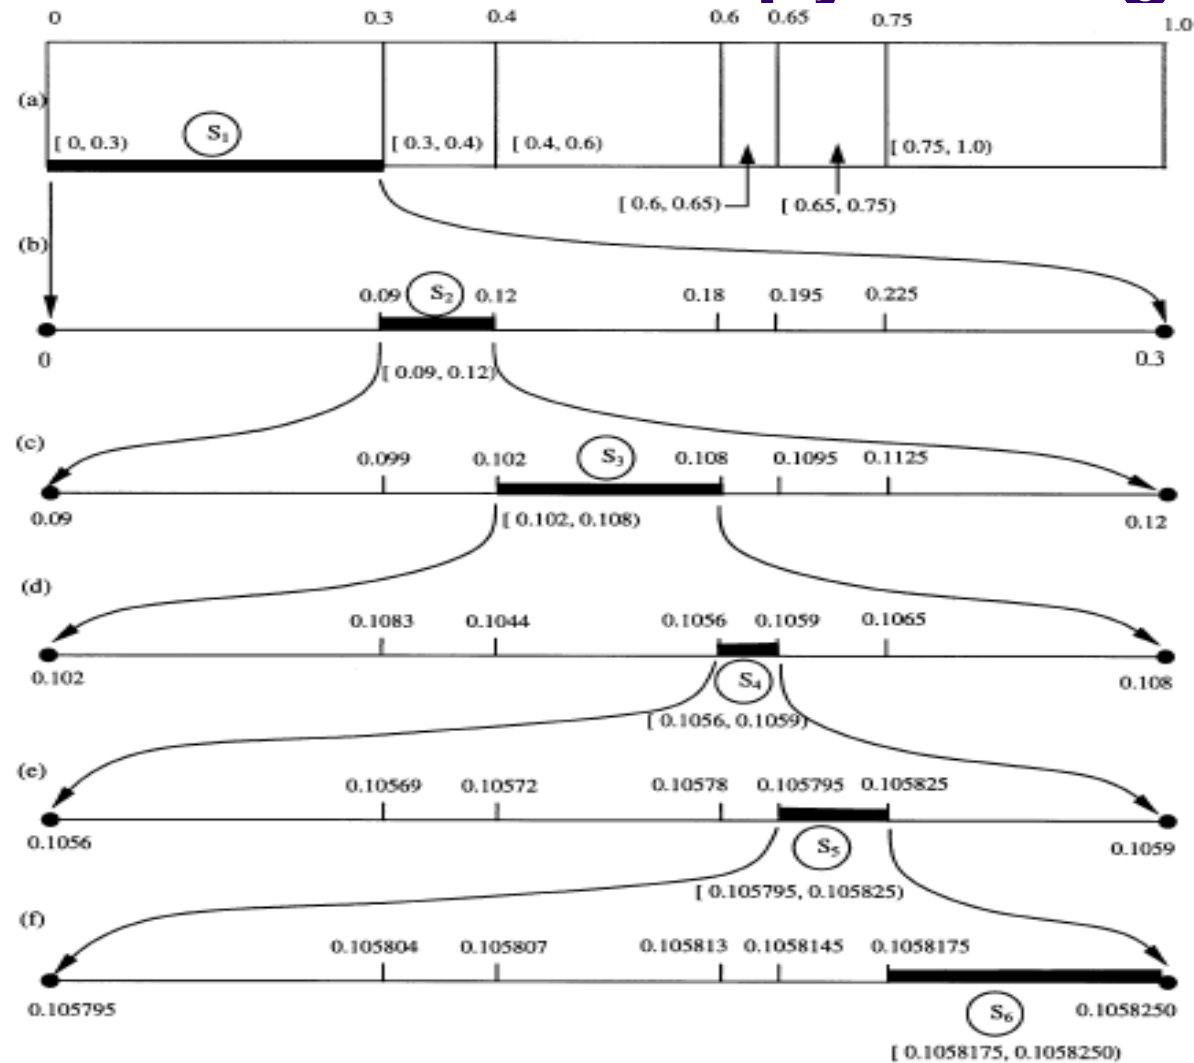 0 0.3 0.4 0.6 0.65 0.75 1.0
(a)
S₁
[ 0, 0.3) [ 0.3, 0.4) [ 0.4, 0.6) [ 0.75, 1.0)
[ 0.6, 0.65) [ 0.65, 0.75)
(b)
0.09 S₂ 0.12 0.18 0.195 0.225
0 0.3
[ 0.09, 0.12)
(c)
0.099 0.102 S₃ 0.108 0.1095 0.1125
0.09 [ 0.102, 0.108) 0.12
(d)
0.1083 0.1044 0.1056 0.1059 0.1065
0.102 S₄ 0.108
[ 0.1056, 0.1059)
(e)
0.10569 0.10572 0.10578 0.105795 0.105825
0.1056 S₅ 0.1059
[ 0.105795, 0.105825)
(f)
0.105804 0.105807 0.105813 0.1058145 0.1058175
0.105795 S₆ 0.1058250
[ 0.1058175, 0.1058250)